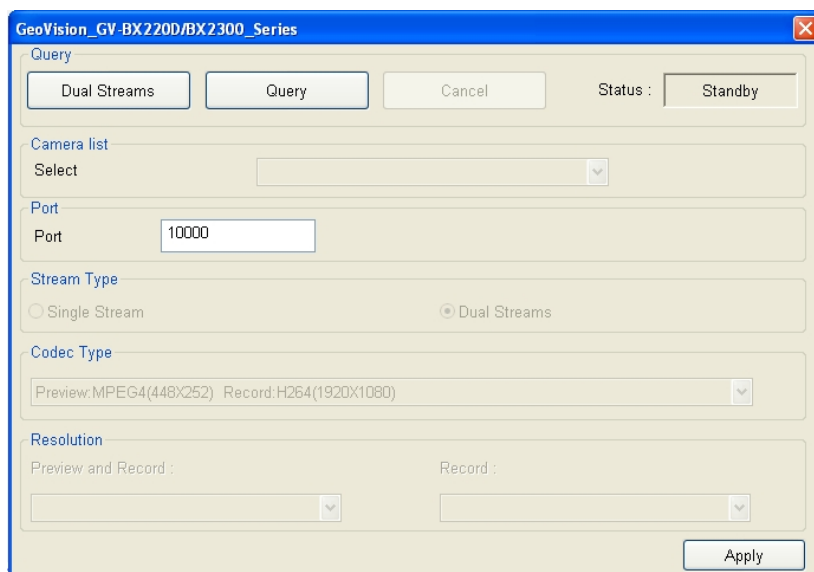 GeoVision_GV-BX220D/BX2300_Series
Query
Dual Streams Query Cancel Status : Standby
Camera list
Select
Port
Port 10000
Stream Type
Single Stream Dual Streams
Codec Type
Preview:MPEG4(448X252) Record:H264(1920X1080)
Resolution
Preview and Record : Record :
Apply